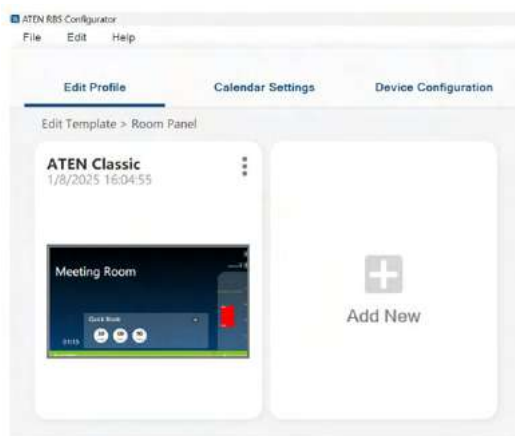 ATEN RBS Configurator
File Edit Help
Edit Profile Calendar Settings Device Configuration
Edit Template > Room Panel
ATEN Classic
1/8/2025 16:04:55
Meeting Room
Quick Book
Add New